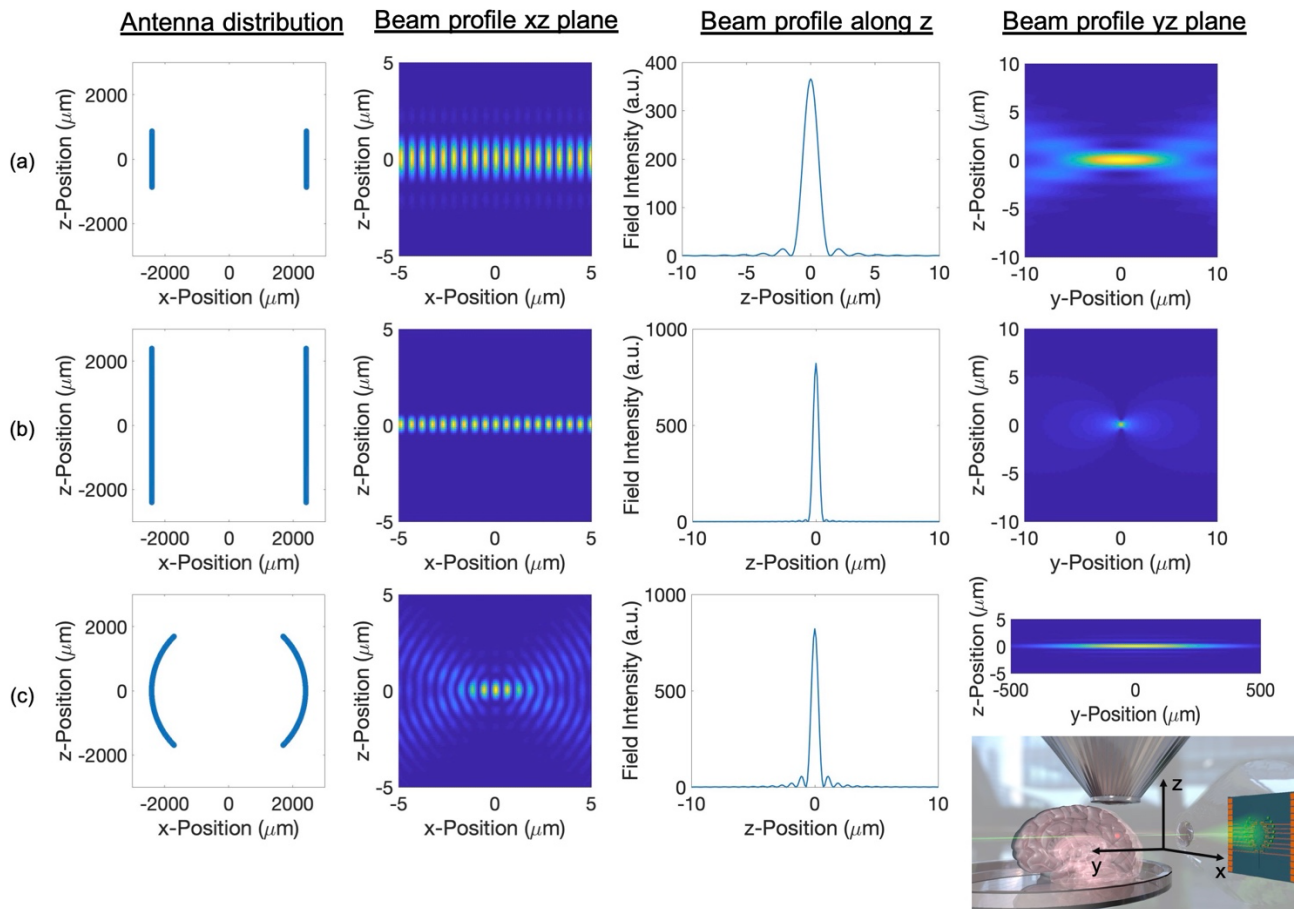 Antenna distribution
Beam profile xz plane
Beam profile along z
Beam profile yz plane
(a)
z-Position (μm)
2000
0
-2000
-2000 0 2000
x-Position (μm)
z-Position (μm)
5
0
-5
-5 0 5
x-Position (μm)
Field Intensity (a.u.)
400
300
200
100
0
-10 -5 0 5 10
z-Position (μm)
z-Position (μm)
10
5
0
-5
-10
-10 0 10
y-Position (μm)
(b)
z-Position (μm)
2000
0
-2000
-2000 0 2000
x-Position (μm)
z-Position (μm)
5
0
-5
-5 0 5
x-Position (μm)
Field Intensity (a.u.)
1000
500
0
-10 0 10
z-Position (μm)
z-Position (μm)
10
5
0
-5
-10
-10 0 10
y-Position (μm)
(c)
z-Position (μm)
2000
0
-2000
-2000 0 2000
x-Position (μm)
z-Position (μm)
5
0
-5
-5 0 5
x-Position (μm)
Field Intensity (a.u.)
1000
500
0
-10 0 10
z-Position (μm)
z-Position (μm)
5
0
-5
-500 0 500
y-Position (μm)
z
y
x